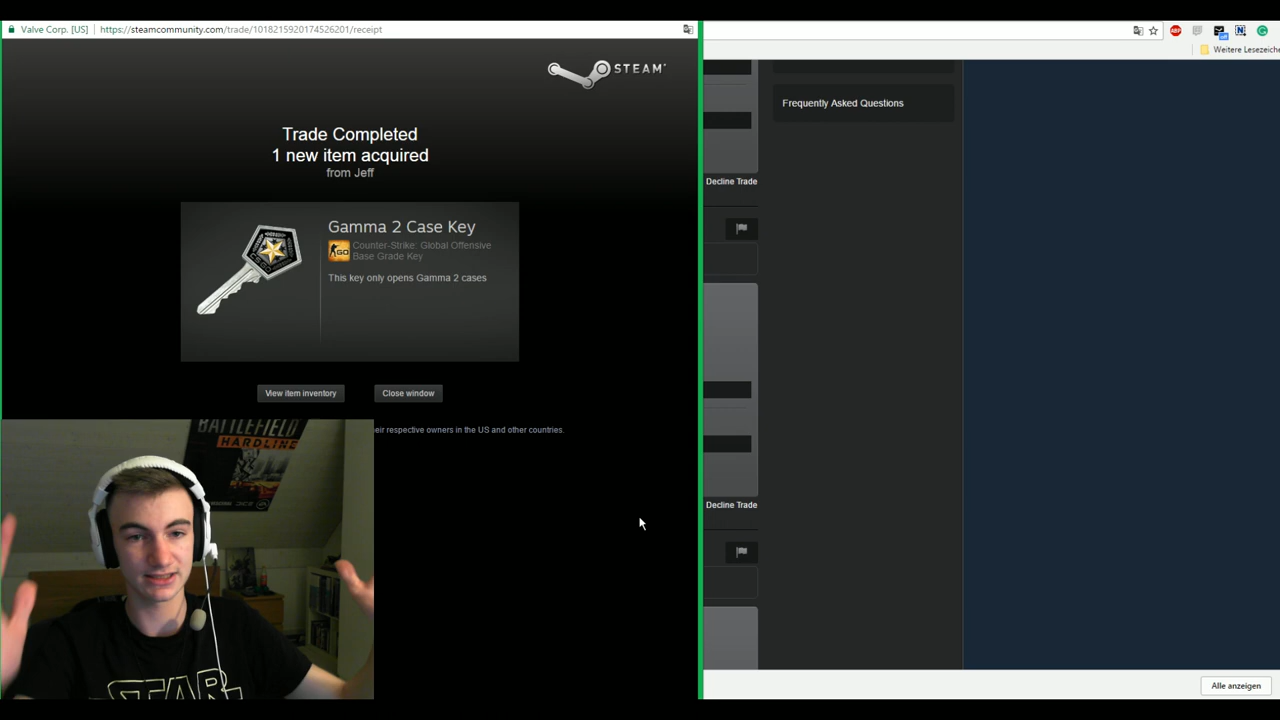 Valve Corp. [US]
https://steamcommunity.com/trade/1018215920174526201/receipt
STEAM
Trade Completed
1 new item acquired
from Jeff
Gamma 2 Case Key
Counter-Strike: Global Offensive
Base Grade Key
This key only opens Gamma 2 cases
View item inventory
Close window
eir respective owners in the US and other countries.
BATTLEFIELD
HARDLINE
STAR
ABP
Weitere Lesezeiche
Frequently Asked Questions
Decline Trade
Decline Trade
Alle anzeigen